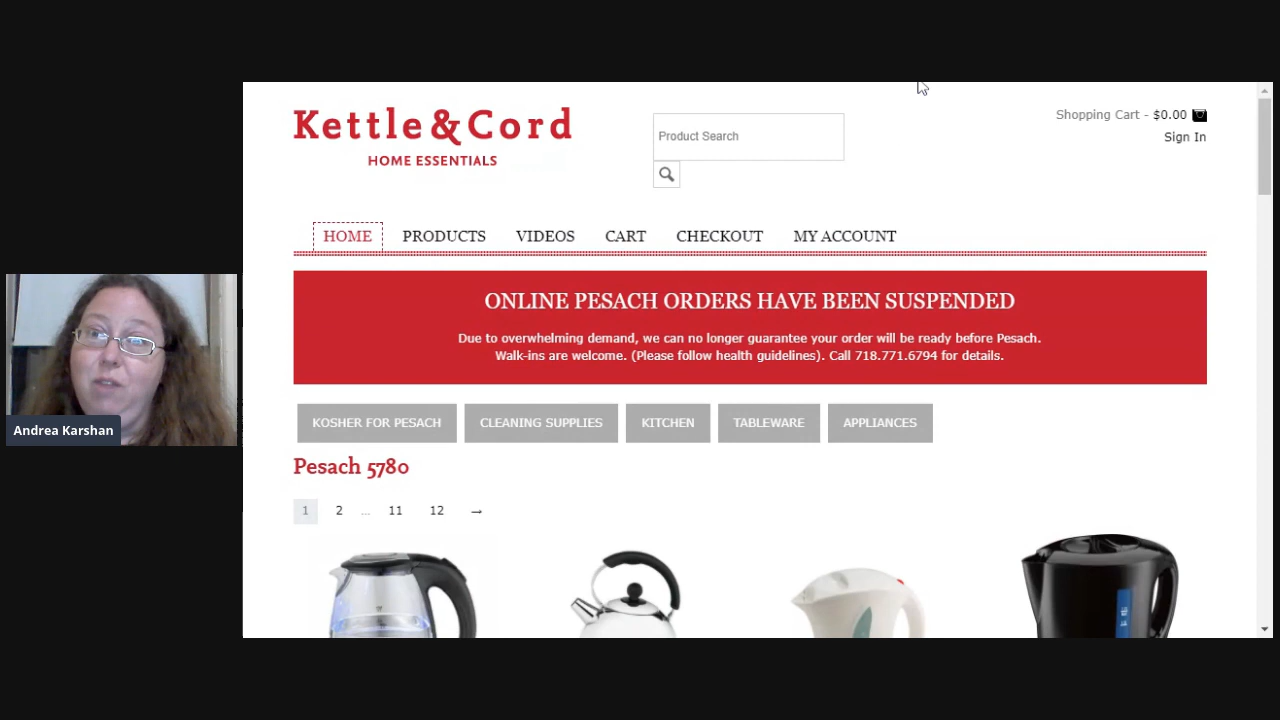 Kettle&Cord
HOME ESSENTIALS
Product Search
Shopping Cart - $0.00
Sign In
HOME PRODUCTS VIDEOS CART CHECKOUT MY ACCOUNT
ONLINE PESACH ORDERS HAVE BEEN SUSPENDED
Due to overwhelming demand, we can no longer guarantee your order will be ready before Pesach.
Walk-ins are welcome. (Please follow health guidelines). Call 718.771.6794 for details.
KOSHER FOR PESACH CLEANING SUPPLIES KITCHEN TABLEWARE APPLIANCES
Pesach 5780
1 2 ... 11 12 →
Andrea Karshan